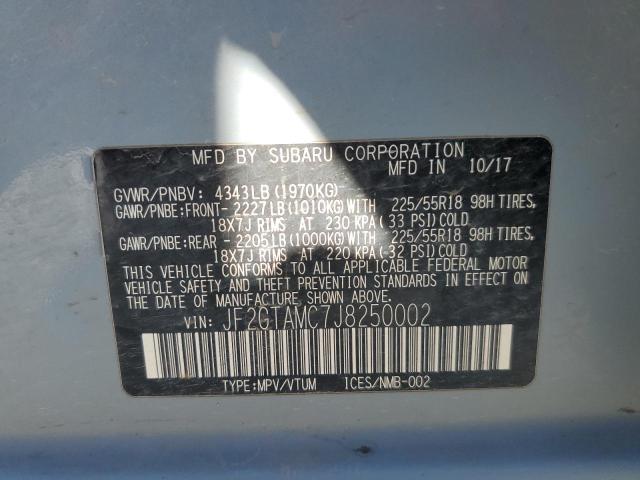 MFD BY SUBARU CORPORATION
MFD IN 10/17
GVWR/PNBV: 4343LB(1970KG)
GAWR/PNBE:FRONT-2227LB(1010KG)WITH 225/55R18 98H TIRES,
18X7J RIMS AT 230 KPA(33 PSI)COLD
GAWR/PNBE:REAR -2205LB(1000KG)WITH 225/55R18 98H TIRES,
18X7J RIMS AT 220 KPA(32 PSI)COLD
THIS VEHICLE CONFORMS TO ALL APPLICABLE FEDERAL MOTOR
VEHICLE SAFETY AND THEFT PREVENTION STANDARDS IN EFFECT
ON THE DATE OF MANUFACTURE SHOWN ABOVE.
VIN: JF2GTAMC7J8250002
TYPE:MPV/VTUM ICES/NMB-002